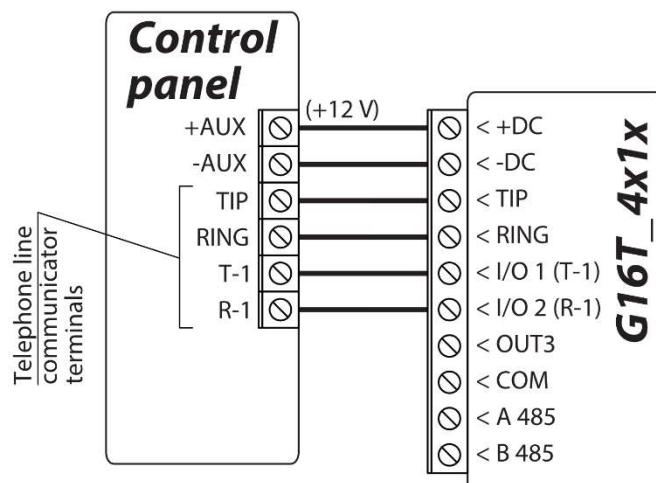 Control
panel
(+12 V)
+AUX
-AUX
TIP
RING
T-1
R-1
Telephone line
communicator
terminals
< +DC
< -DC
< TIP
< RING
< I/O 1 (T-1)
< I/O 2 (R-1)
< OUT3
< COM
< A 485
< B 485
G16T_4x1x